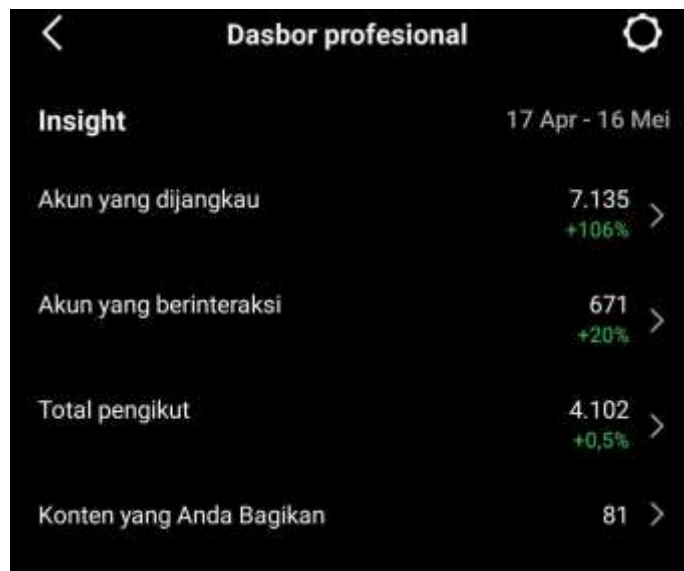 Dasbor profesional
Insight 17 Apr - 16 Mei
Akun yang dijangkau 7.135
+106%
Akun yang berinteraksi 671
+20%
Total pengikut 4.102
+0,5%
Konten yang Anda Bagikan 81